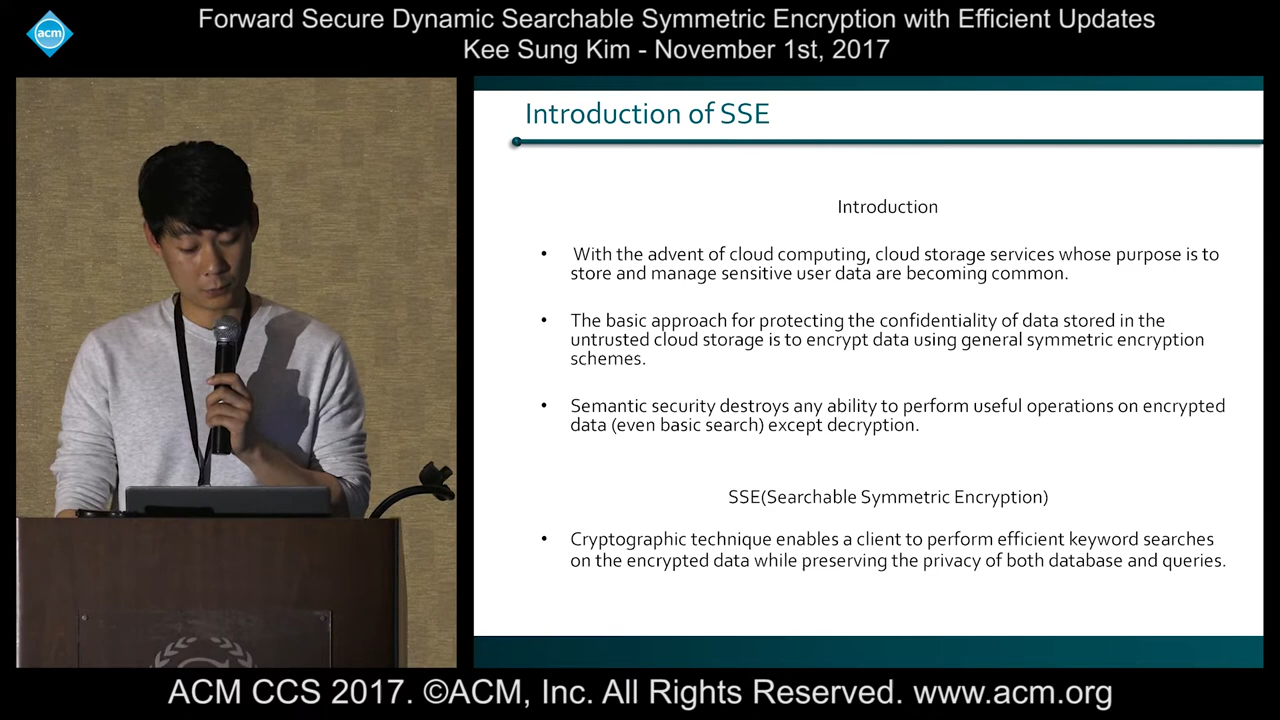 acm
Forward Secure Dynamic Searchable Symmetric Encryption with Efficient Updates
Kee Sung Kim - November 1st, 2017
Introduction of SSE
Introduction
• With the advent of cloud computing, cloud storage services whose purpose is to
store and manage sensitive user data are becoming common.
• The basic approach for protecting the confidentiality of data stored in the
untrusted cloud storage is to encrypt data using general symmetric encryption
schemes.
• Semantic security destroys any ability to perform useful operations on encrypted
data (even basic search) except decryption.
SSE(Searchable Symmetric Encryption)
• Cryptographic technique enables a client to perform efficient keyword searches
on the encrypted data while preserving the privacy of both database and queries.
ACM CCS 2017. ©ACM, Inc. All Rights Reserved. www.acm.org